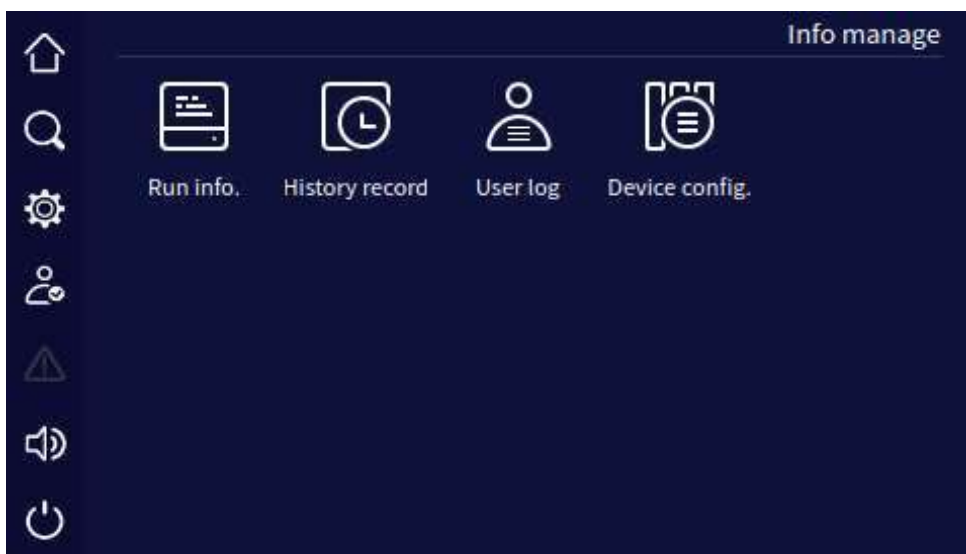 Info manage
Run info.
History record
User log
Device config.